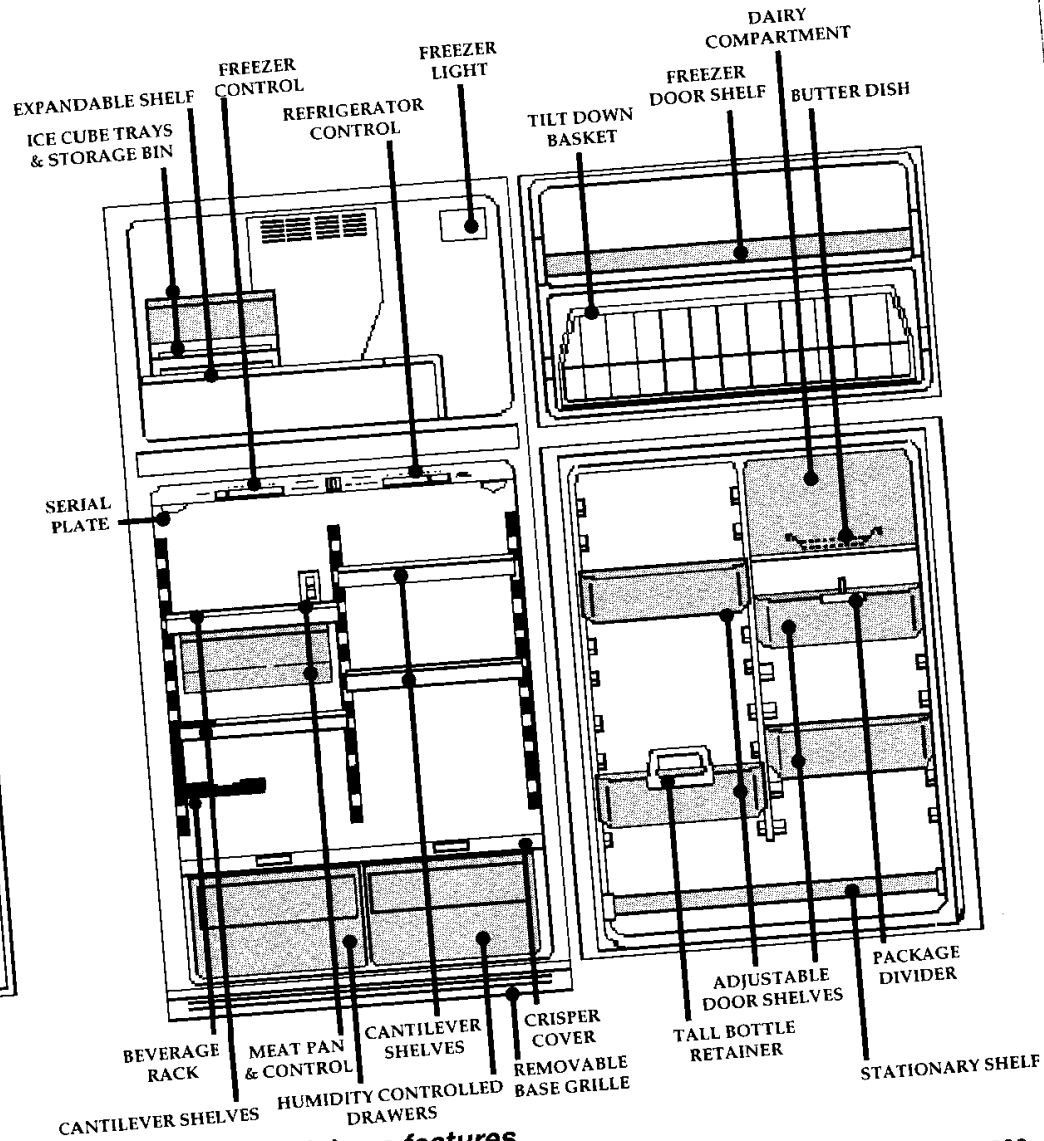 DAIRY
COMPARTMENT
FREEZER
LIGHT
FREEZER
CONTROL
FREEZER
DOOR SHELF
BUTTER DISH
EXPANDABLE SHELF
REFRIGERATOR
CONTROL
TILT DOWN
BASKET
ICE CUBE TRAYS
& STORAGE BIN
SERIAL
PLATE
BEVERAGE
RACK
MEAT PAN
& CONTROL
CANTILEVER
SHELVES
CRISPER
COVER
ADJUSTABLE
DOOR SHELVES
PACKAGE
DIVIDER
TALL BOTTLE
RETAINER
STATIONARY SHELF
REMOVABLE
BASE GRILLE
HUMIDITY CONTROLLED
DRAWERS
CANTILEVER SHELVES
features